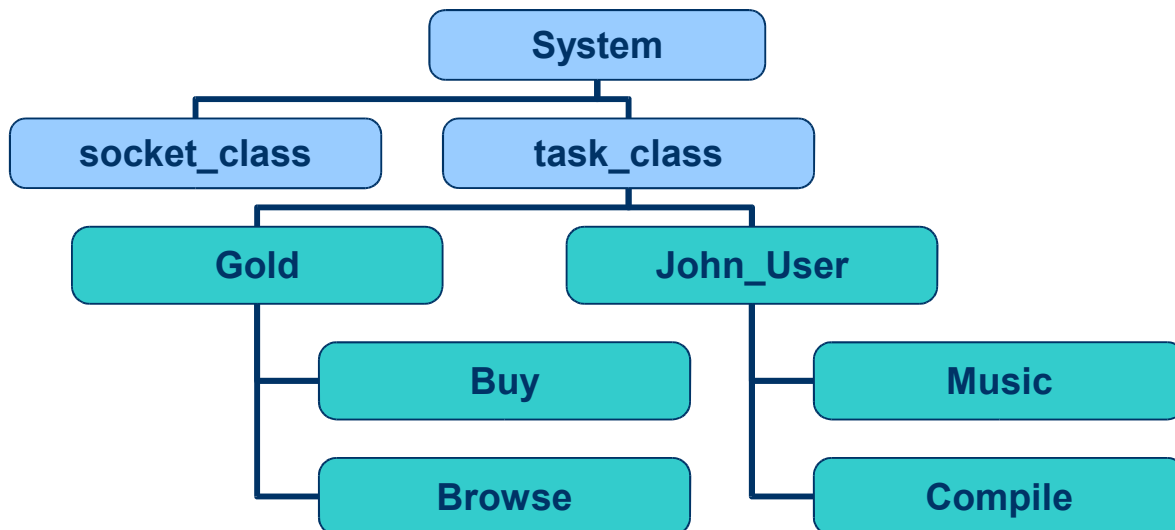 System
socket_class
task_class
Gold
John_User
Buy
Music
Browse
Compile